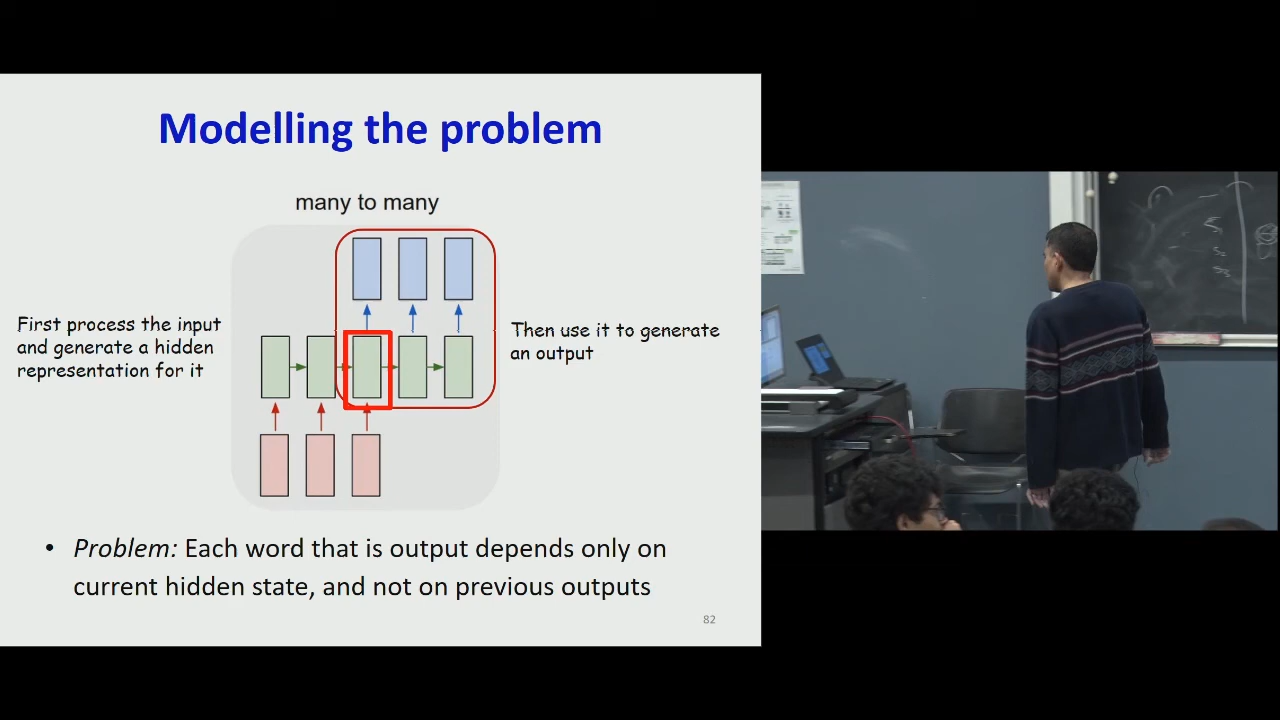 Modelling the problem
many to many
First process the input
and generate a hidden
representation for it
Then use it to generate
an output
• Problem: Each word that is output depends only on
current hidden state, and not on previous outputs
82